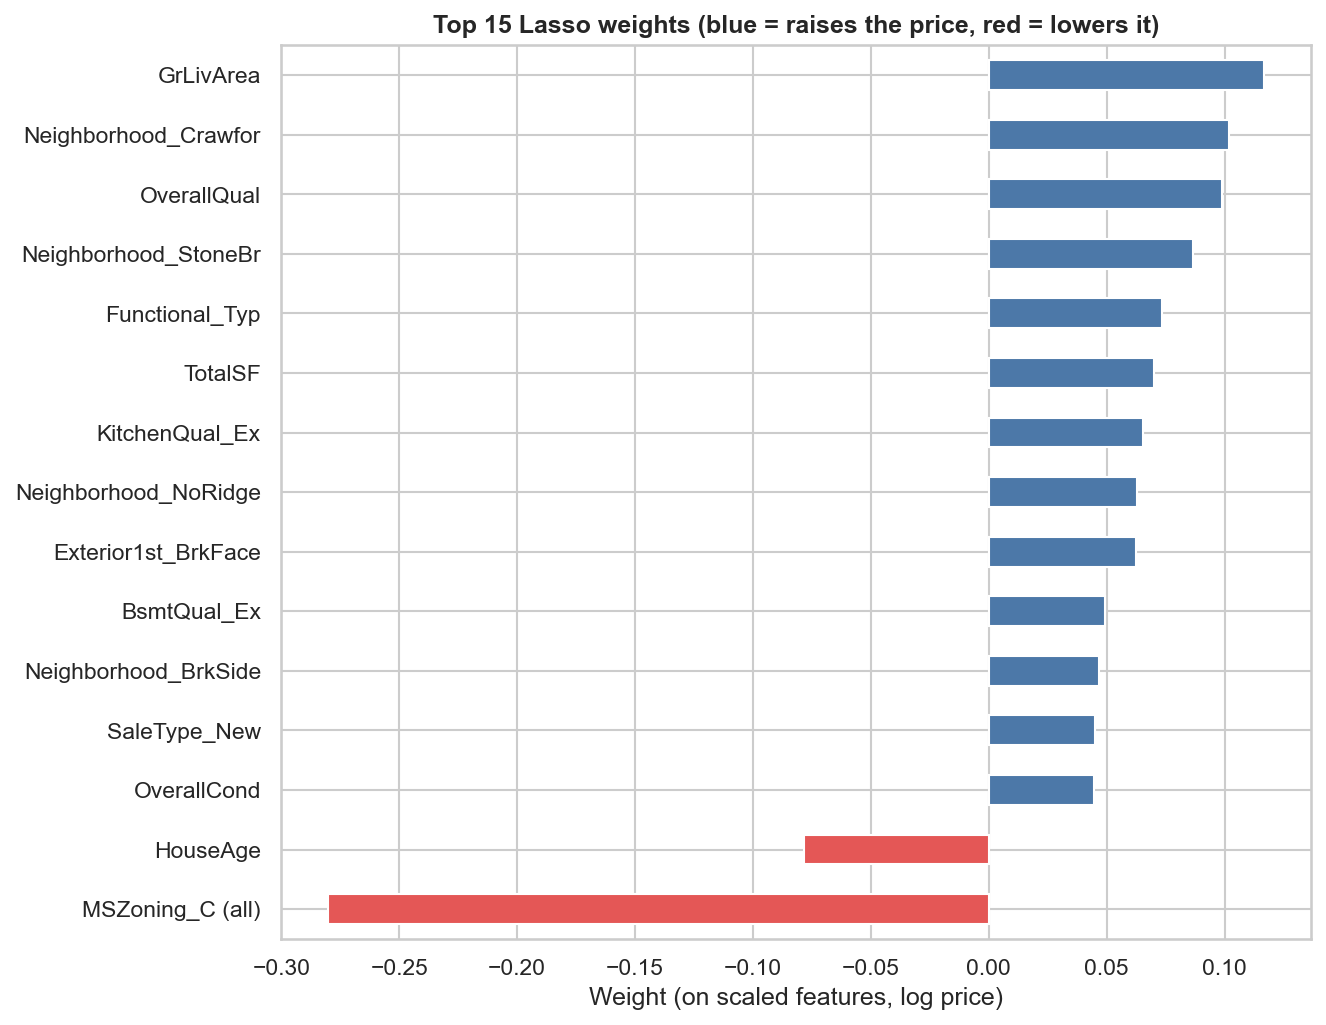 Top 15 Lasso weights (blue = raises the price, red = lowers it)
GrLivArea
Neighborhood_Crawfor
OverallQual
Neighborhood_StoneBr
Functional_Typ
TotalSF
KitchenQual_Ex
Neighborhood_NoRidge
Exterior1st_BrkFace
BsmtQual_Ex
Neighborhood_BrkSide
SaleType_New
OverallCond
HouseAge
MSZoning_C (all)
−0.30 −0.25 −0.20 −0.15 −0.10 −0.05 0.00 0.05 0.10
Weight (on scaled features, log price)